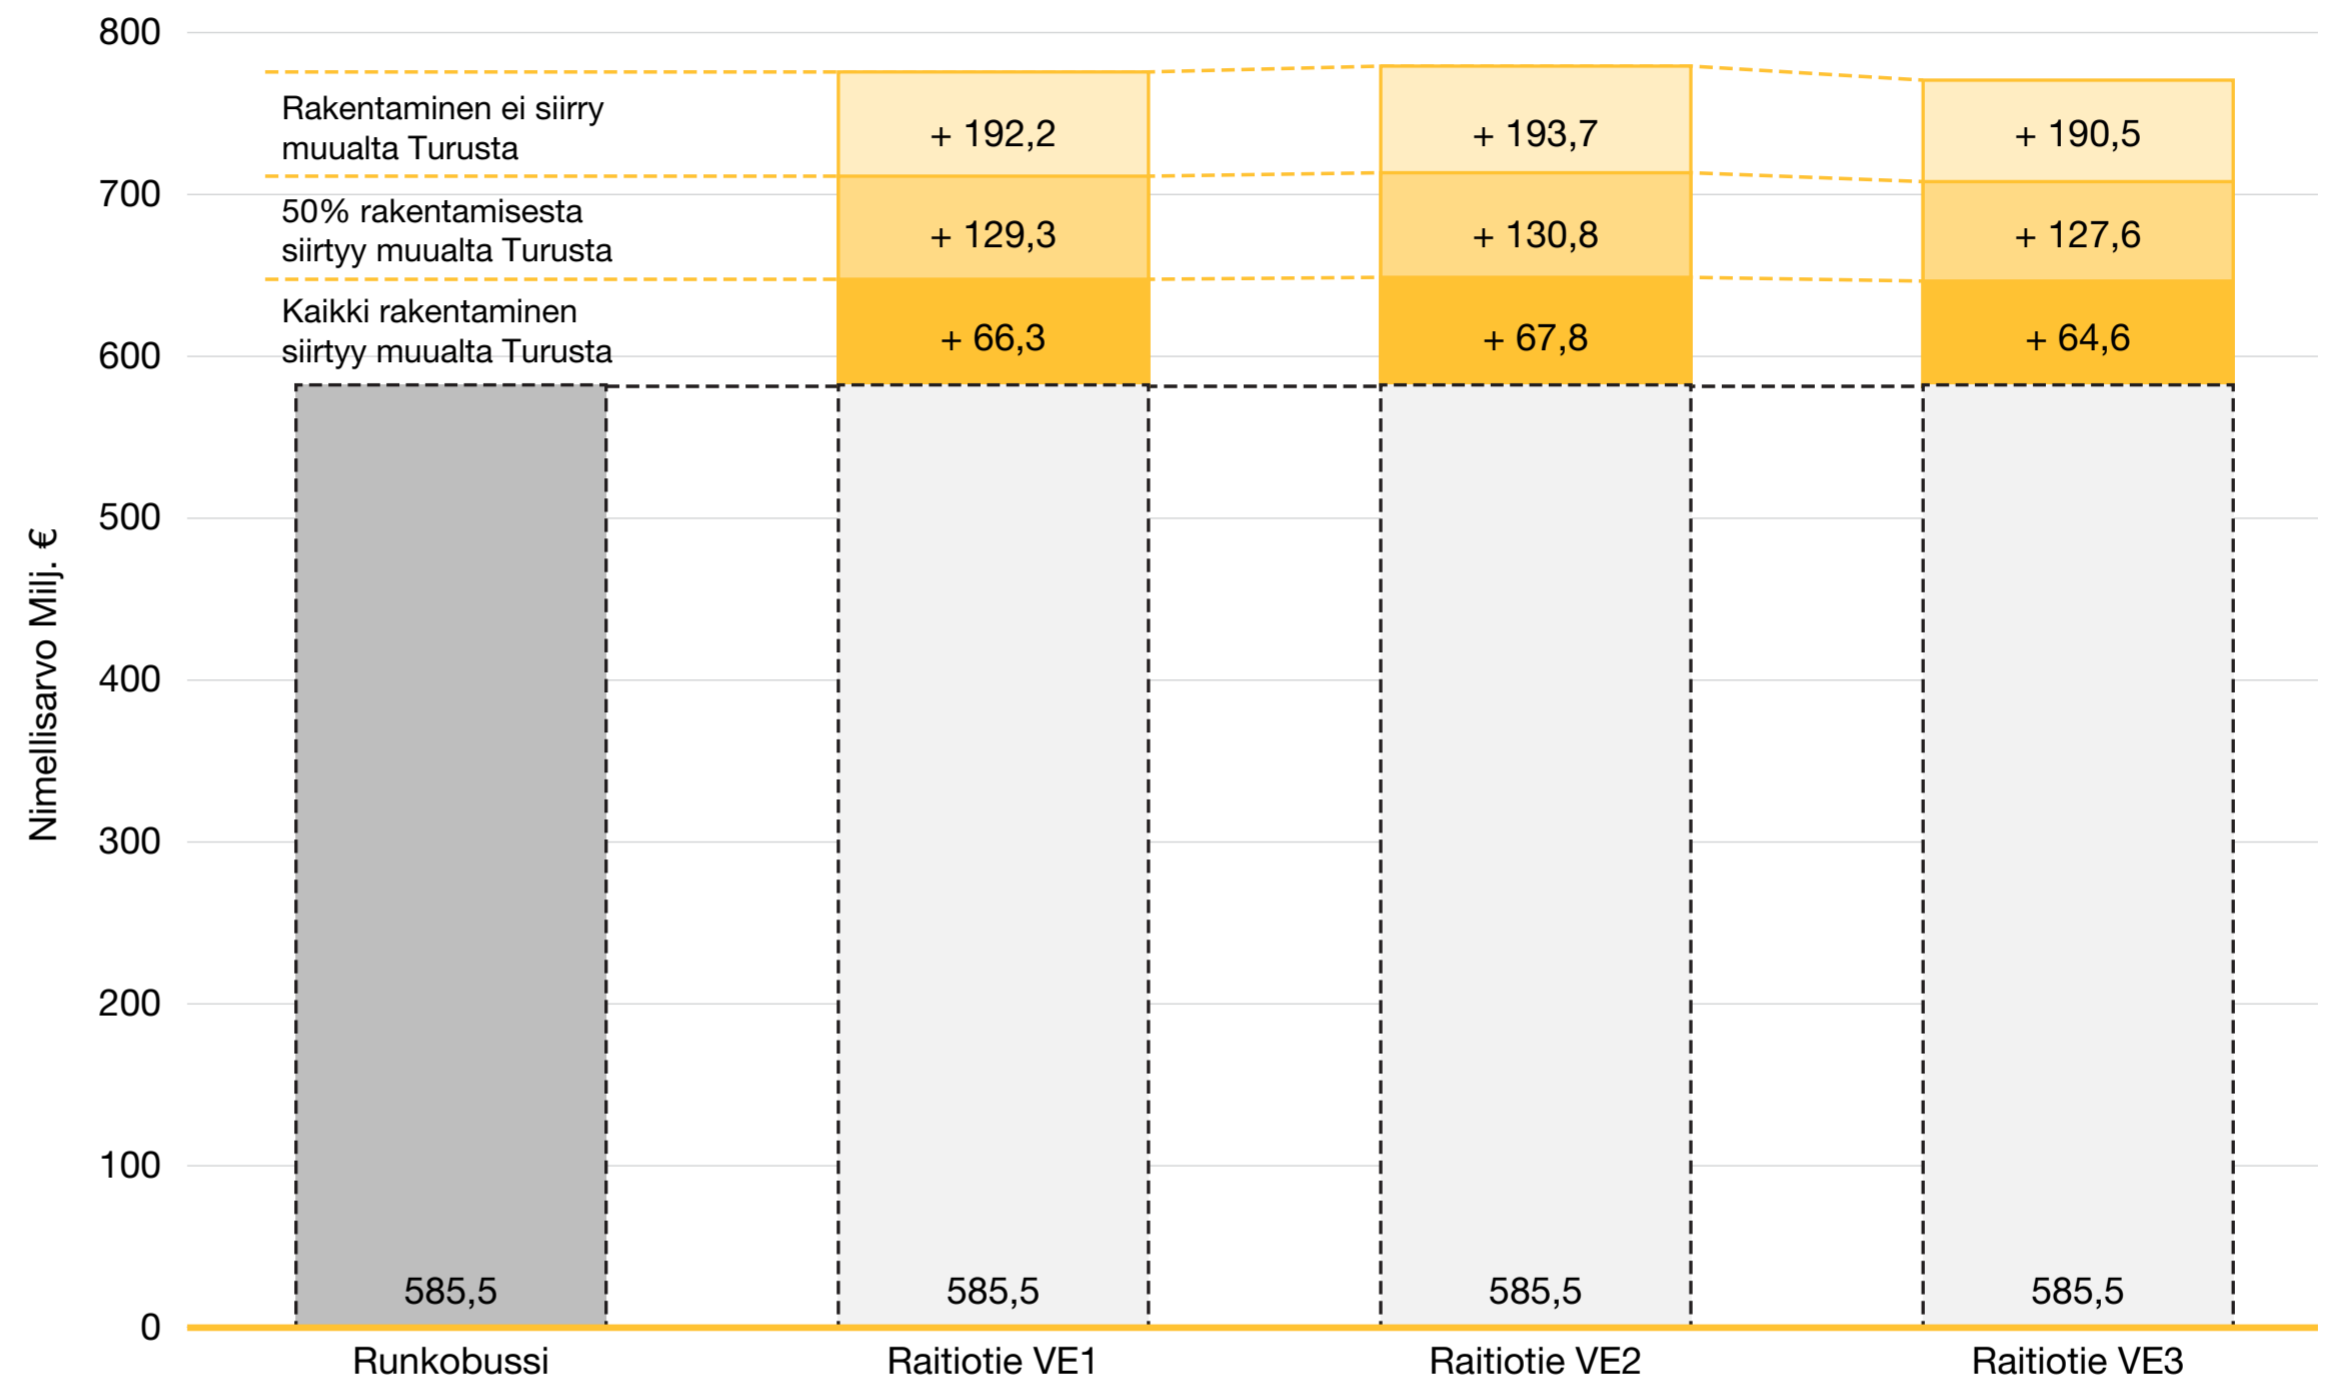 800
700
600
500
400
300
200
100
0
Nimellisarvo Milj. €
Rakentaminen ei siirry
muualta Turusta
50% rakentamisesta
siirtyy muualta Turusta
Kaikki rakentaminen
siirtyy muualta Turusta
+ 192,2
+ 193,7
+ 190,5
+ 129,3
+ 130,8
+ 127,6
+ 66,3
+ 67,8
+ 64,6
585,5
585,5
585,5
585,5
Runkobussi
Raitiotie VE1
Raitiotie VE2
Raitiotie VE3